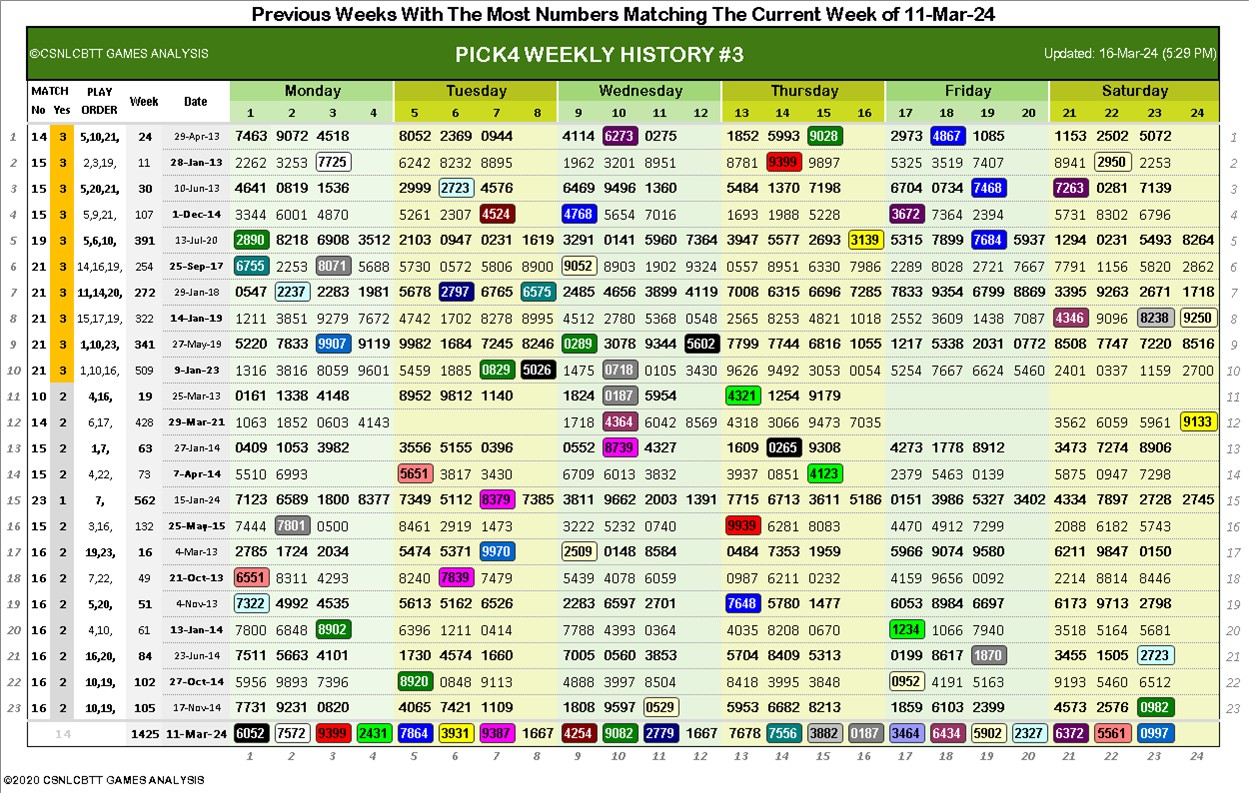 Previous Weeks With The Most Numbers Matching The Current Week of 11-Mar-24
©CSNLCBTT GAMES ANALYSIS PICK4 WEEKLY HISTORY #3 Updated: 16-Mar-24 (5:29 PM)
MATCH PLAY Week Date Monday Tuesday Wednesday Thursday Friday Saturday
No Yes ORDER 1 2 3 4 5 6 7 8 9 10 11 12 13 14 15 16 17 18 19 20 21 22 23 24
1 14 3 5,10,21, 24 29-Apr-13 7463 9072 4518 8052 2369 0944 4114 6273 0275 1852 5993 9028 2973 4867 1085 1153 2502 5072 1
2 15 3 2,3,19, 11 28-Jan-13 2262 3253 7725 6242 8232 8895 1962 3201 8951 8781 9399 9897 5325 3519 7407 8941 2950 2253 2
3 15 3 5,20,21, 30 10-Jun-13 4641 0819 1536 2999 2723 4576 6469 9496 1360 5484 1370 7198 6704 0734 7468 7263 0281 7139 3
4 15 3 5,9,21, 107 1-Dec-14 3344 6001 4870 5261 2307 4524 4768 5654 7016 1693 1988 5228 3672 7364 2394 5731 8302 6796 4
5 19 3 5,6,10, 391 13-Jul-20 2890 8218 6908 3512 2103 0947 0231 1619 3291 0141 5960 7364 3947 5577 2693 3139 5315 7899 7684 5937 1294 0231 5493 8264 5
6 21 3 14,16,19, 254 25-Sep-17 6755 2253 8071 5688 5730 0572 5806 8900 9052 8903 1902 9324 0557 8951 6330 7986 2289 8028 2721 7667 7791 1156 5820 2862 6
7 21 3 11,14,20, 272 29-Jan-18 0547 2237 2283 1981 5678 2797 6765 6575 2485 4656 3899 4119 7008 6315 6696 7285 7833 9354 6799 8869 3395 9263 2671 1718 7
8 21 3 15,17,19, 322 14-Jan-19 1211 3851 9279 7672 4742 1702 8278 8995 4512 2780 5368 0548 2565 8253 4821 1018 2552 3609 1438 7087 4346 9096 8238 9250 8
9 21 3 1,10,23, 341 27-May-19 5220 7833 9907 9119 9982 1684 7245 8246 0289 3078 9344 5602 7799 7744 8816 1055 1217 5338 2031 0772 8508 7747 7220 8516 9
10 21 3 1,10,16, 509 9-Jan-23 1316 3816 8059 9601 5459 1885 0829 5026 1475 0718 0105 3430 9626 9492 3053 0054 5254 7667 6624 5460 2401 0337 1159 2700 10
11 10 2 4,16, 19 25-Mar-13 0161 1338 4148 8952 9812 1140 1824 0187 5954 4321 1254 9179 11
12 14 2 6,17, 428 29-Mar-21 1063 1852 0603 4143 1718 4364 6042 8569 4318 3066 9473 7035 3562 6059 5961 9133 12
13 15 2 1,7, 63 27-Jan-14 0409 1053 3982 3556 5155 0396 0552 8739 4327 1609 0265 9308 4273 1778 8912 3473 7274 8906 13
14 15 2 4,22, 73 7-Apr-14 5510 6993 5651 3817 3430 6709 6013 3832 3937 0851 4123 2379 5463 0139 5875 0947 7298 14
15 23 1 7, 562 15-Jan-24 7123 6589 1800 8377 7349 5112 8379 7385 3811 9662 2003 1391 7715 6713 3611 5186 0151 3986 5327 3402 4334 7897 2728 2745 15
16 15 2 3,16, 132 25-May-15 7444 7801 0500 8461 2919 1473 3222 5232 0740 9939 6281 8083 4470 4912 7299 2088 6182 5743 16
17 16 2 19,23, 16 4-Mar-13 2785 1724 2034 5474 5371 9970 2509 0148 8584 0484 7353 1959 5966 9074 9580 6211 9847 0150 17
18 16 2 7,22, 49 21-Oct-13 6551 8311 4293 8240 7839 7479 5439 4078 6059 0987 6211 0232 4159 9656 0092 2214 8814 8446 18
19 16 2 5,20, 51 4-Nov-13 7322 4992 4535 5613 5162 6526 2283 6597 2701 7648 5780 1477 6053 8984 6697 6173 9713 2798 19
20 16 2 4,10, 61 13-Jan-14 7800 6848 8902 6396 1211 0414 7788 4393 0364 4035 8208 0670 1234 1066 7940 3518 5164 5681 20
21 16 2 16,20, 84 23-Jun-14 7511 5663 4101 1730 4574 1660 7005 0560 3853 5704 8409 5313 0199 8617 1870 3455 1505 2723 21
22 16 2 10,19, 102 27-Oct-14 5956 9893 7396 8920 0848 9113 4888 3997 8504 8418 3995 3848 0952 4191 5163 9193 5460 6512 22
23 16 2 10,19, 105 17-Nov-14 7731 9231 0820 4065 7421 1109 1808 9597 0529 5953 6682 8213 1859 6103 2399 4573 2576 0982 23
14 1425 11-Mar-24 6052 7572 9399 2431 7864 3931 9387 1667 4254 9082 2779 1667 7678 7556 3882 0187 3464 6434 5902 2327 6372 5561 0997
1 2 3 4 5 6 7 8 9 10 11 12 13 14 15 16 17 18 19 20 21 22 23 24
©2020 CSNLCBTT GAMES ANALYSIS